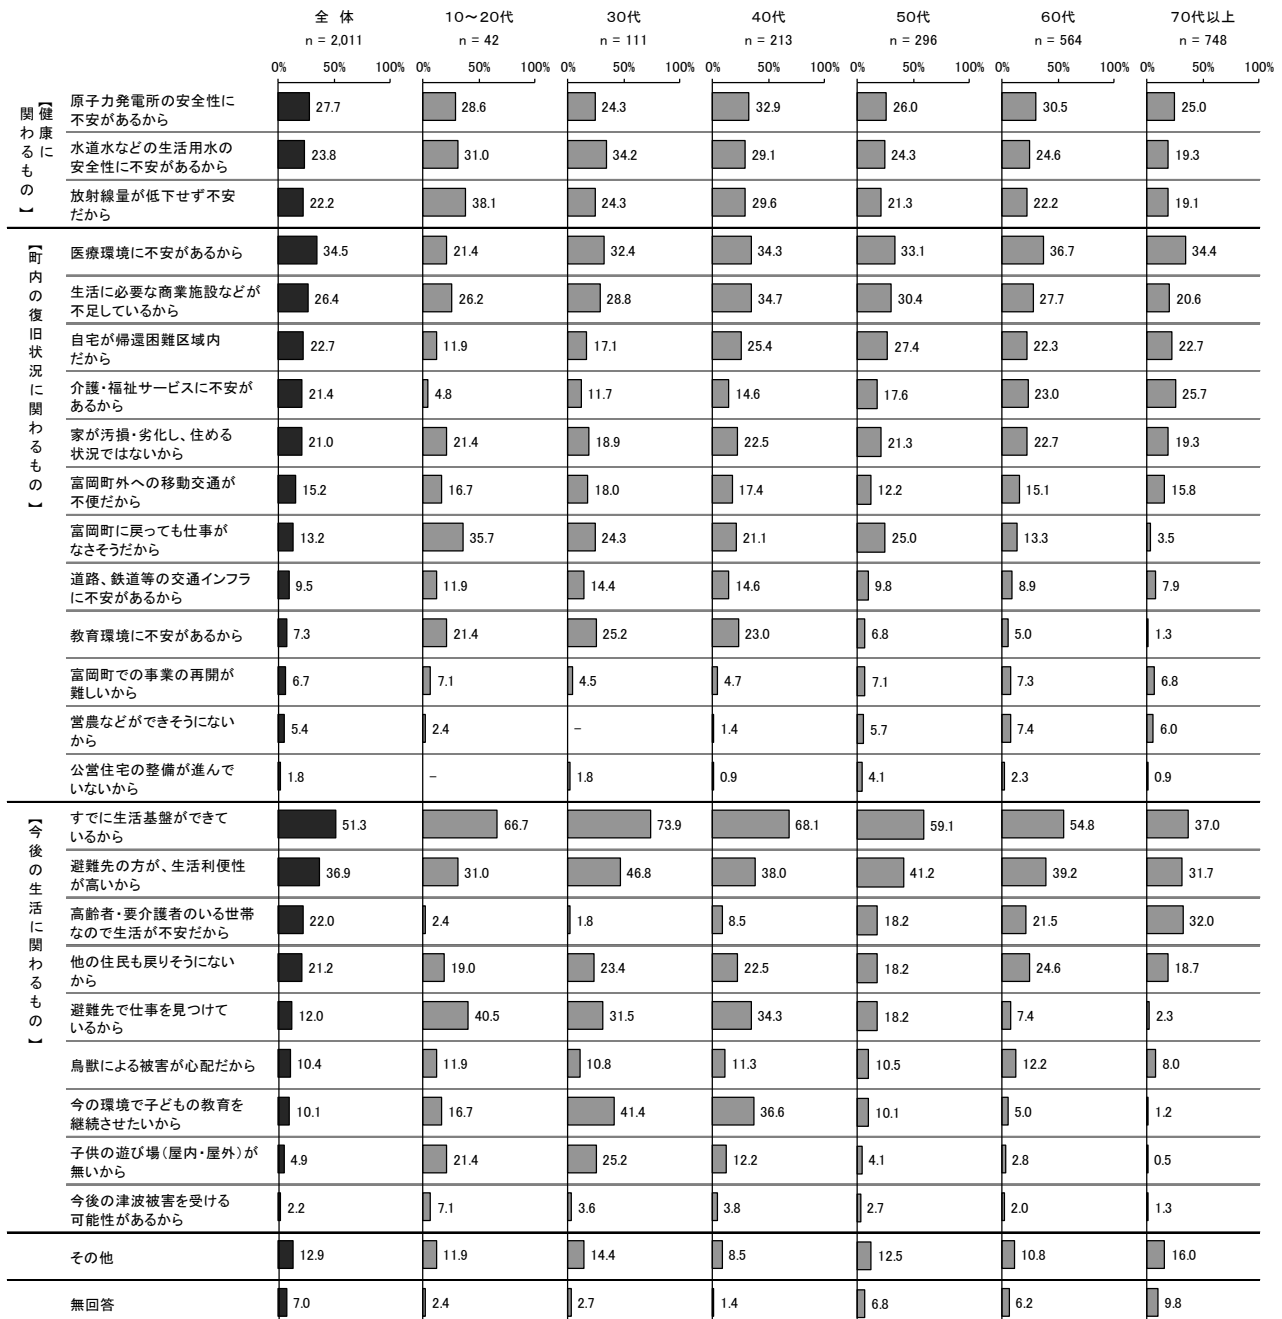 全　体 10～20代 30代 40代 50代 60代 70代以上
n = 2,011 n = 42 n = 111 n = 213 n = 296 n = 564 n = 748
0% 50% 100% 0% 50% 100% 0% 50% 100% 0% 50% 100% 0% 50% 100% 0% 50% 100% 0% 50% 100%
【健康に
関わるもの】
原子力発電所の安全性に
不安があるから
27.7 28.6 24.3 32.9 26.0 30.5 25.0
水道水などの生活用水の
安全性に不安があるから
23.8 31.0 34.2 29.1 24.3 24.6 19.3
放射線量が低下せず不安
だから
22.2 38.1 24.3 29.6 21.3 22.2 19.1
【町内の復旧状況に関わるもの】
医療環境に不安があるから
34.5 21.4 32.4 34.3 33.1 36.7 34.4
生活に必要な商業施設などが
不足しているから
26.4 26.2 28.8 34.7 30.4 27.7 20.6
自宅が帰還困難区域内
だから
22.7 11.9 17.1 25.4 27.4 22.3 22.7
介護・福祉サービスに不安が
あるから
21.4 4.8 11.7 14.6 17.6 23.0 25.7
家が汚損・劣化し、住める
状況ではないから
21.0 21.4 18.9 22.5 21.3 22.7 19.3
富岡町外への移動交通が
不便だから
15.2 16.7 18.0 17.4 12.2 15.1 15.8
富岡町に戻っても仕事が
なさそうだから
13.2 35.7 24.3 21.1 25.0 13.3 3.5
道路、鉄道等の交通インフラ
に不安があるから
9.5 11.9 14.4 14.6 9.8 8.9 7.9
教育環境に不安があるから
7.3 21.4 25.2 23.0 6.8 5.0 1.3
富岡町での事業の再開が
難しいから
6.7 7.1 4.5 4.7 7.1 7.3 6.8
営農などができそうにない
から
5.4 2.4 － 1.4 5.7 7.4 6.0
公営住宅の整備が進んで
いないから
1.8 － 1.8 0.9 4.1 2.3 0.9
【今後の生活に関わるもの】
すでに生活基盤ができて
いるから
51.3 66.7 73.9 68.1 59.1 54.8 37.0
避難先の方が、生活利便性
が高いから
36.9 31.0 46.8 38.0 41.2 39.2 31.7
高齢者・要介護者のいる世帯
なので生活が不安だから
22.0 2.4 1.8 8.5 18.2 21.5 32.0
他の住民も戻りそうにない
から
21.2 19.0 23.4 22.5 18.2 24.6 18.7
避難先で仕事を見つけて
いるから
12.0 40.5 31.5 34.3 18.2 7.4 2.3
鳥獣による被害が心配だから
10.4 11.9 10.8 11.3 10.5 12.2 8.0
今の環境で子どもの教育を
継続させたいから
10.1 16.7 41.4 36.6 10.1 5.0 1.2
子供の遊び場（屋内・屋外）が
無いから
4.9 21.4 25.2 12.2 4.1 2.8 0.5
今後の津波被害を受ける
可能性があるから
2.2 7.1 3.6 3.8 2.7 2.0 1.3
その他
12.9 11.9 14.4 8.5 12.5 10.8 16.0
無回答
7.0 2.4 2.7 1.4 6.8 6.2 9.8